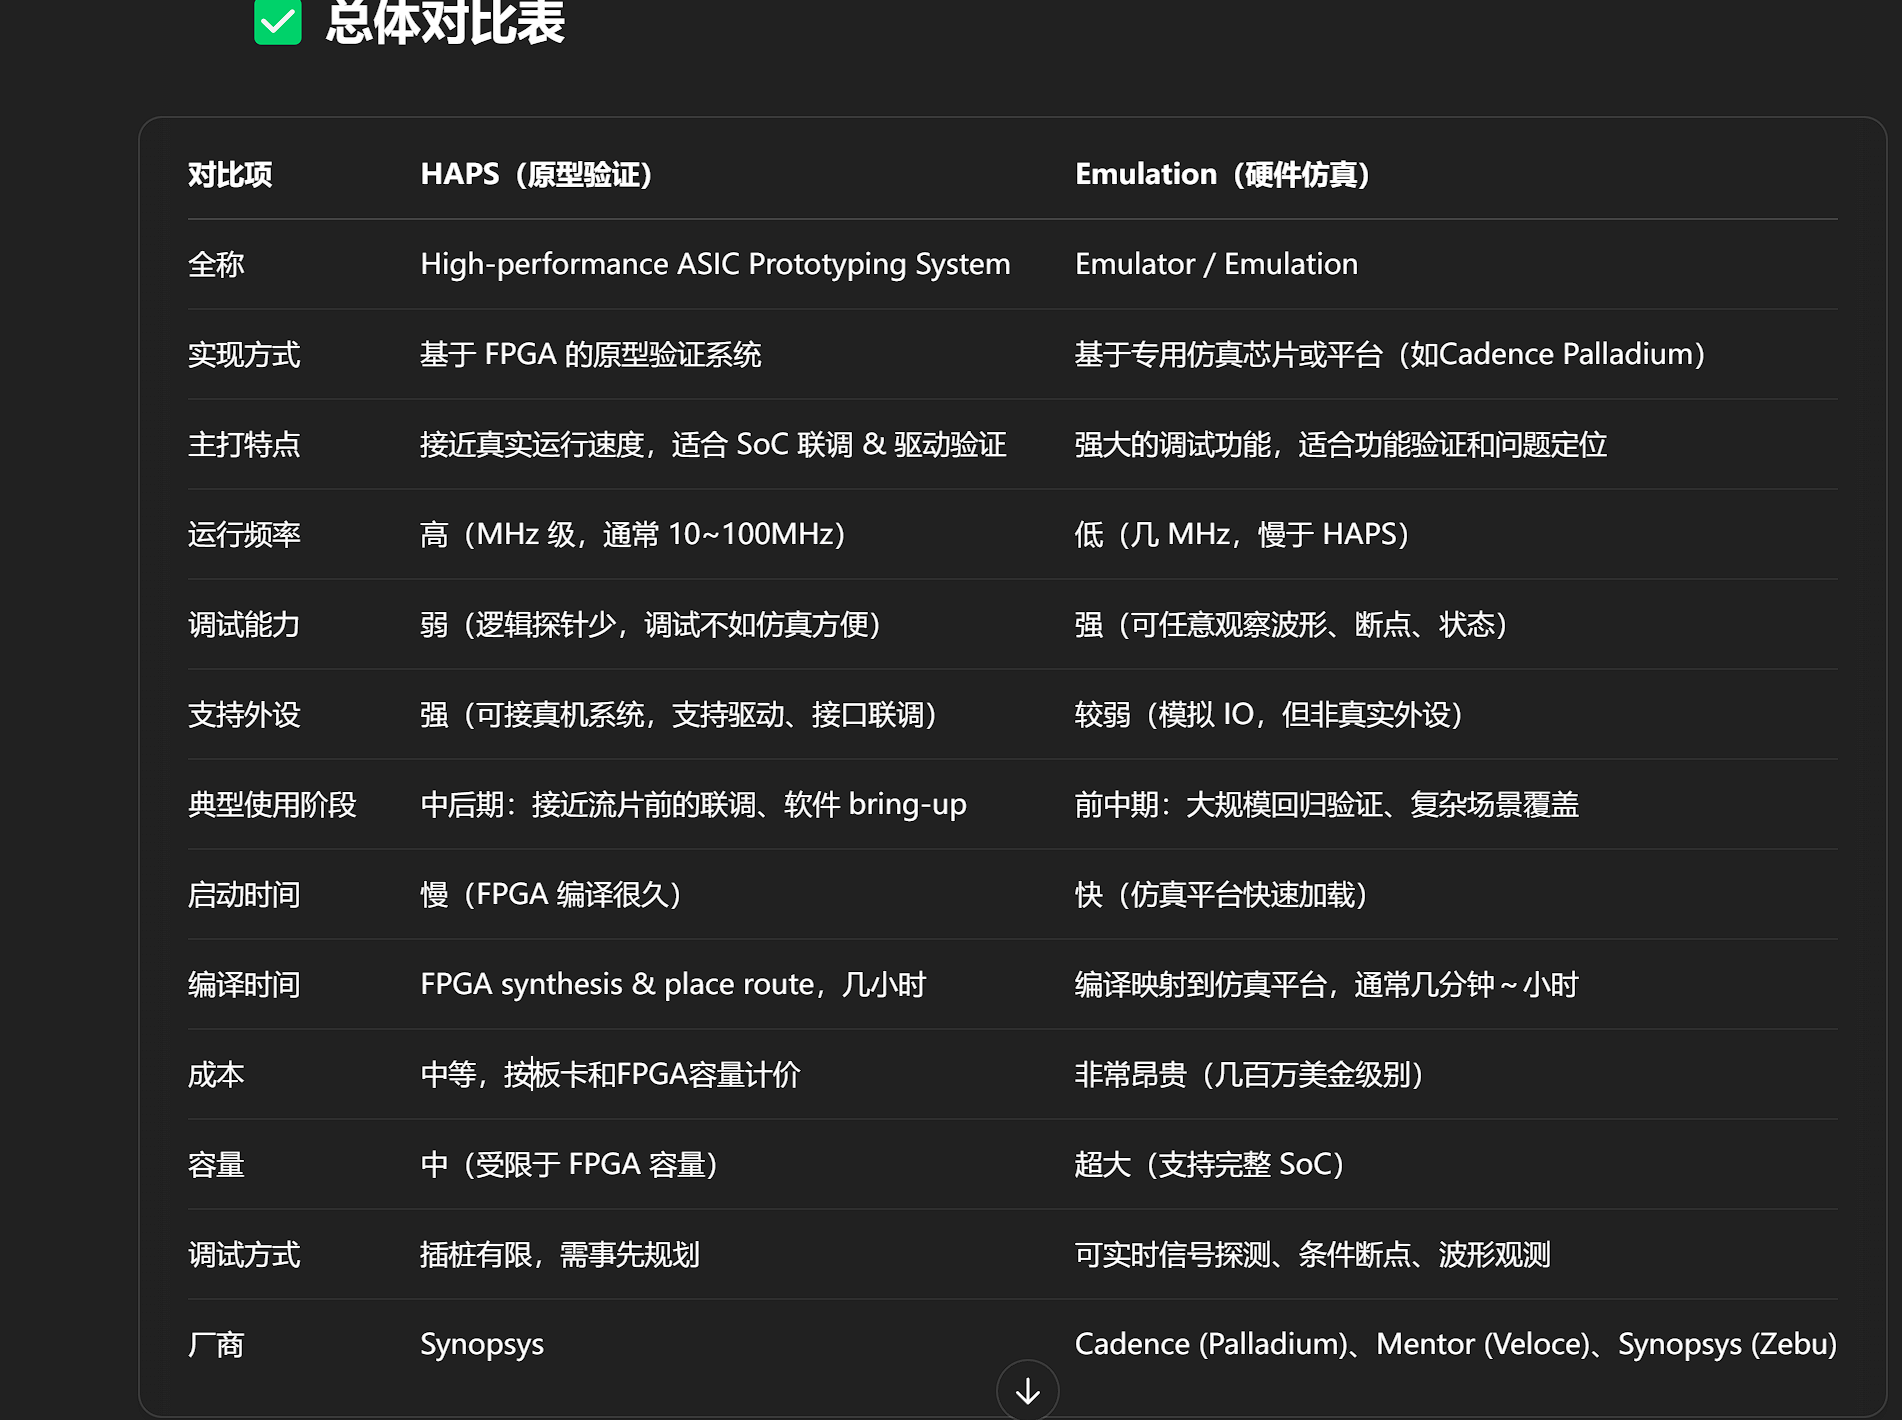 ✅ 总体对比表
对比项 HAPS（原型验证） Emulation（硬件仿真）
全称 High-performance ASIC Prototyping System Emulator / Emulation
实现方式 基于 FPGA 的原型验证系统 基于专用仿真芯片或平台（如Cadence Palladium）
主打特点 接近真实运行速度，适合 SoC 联调 & 驱动验证 强大的调试功能，适合功能验证和问题定位
运行频率 高（MHz 级，通常 10~100MHz） 低（几 MHz，慢于 HAPS）
调试能力 弱（逻辑探针少，调试不如仿真方便） 强（可任意观察波形、断点、状态）
支持外设 强（可接真机系统，支持驱动、接口联调） 较弱（模拟 IO，但非真实外设）
典型使用阶段 中后期：接近流片前的联调、软件 bring-up 前中期：大规模回归验证、复杂场景覆盖
启动时间 慢（FPGA 编译很久） 快（仿真平台快速加载）
编译时间 FPGA synthesis & place route，几小时 编译映射到仿真平台，通常几分钟～小时
成本 中等，按板卡和FPGA容量计价 非常昂贵（几百万美金级别）
容量 中（受限于 FPGA 容量） 超大（支持完整 SoC）
调试方式 插桩有限，需事先规划 可实时信号探测、条件断点、波形观测
厂商 Synopsys Cadence (Palladium)、Mentor (Veloce)、Synopsys (Zebu)